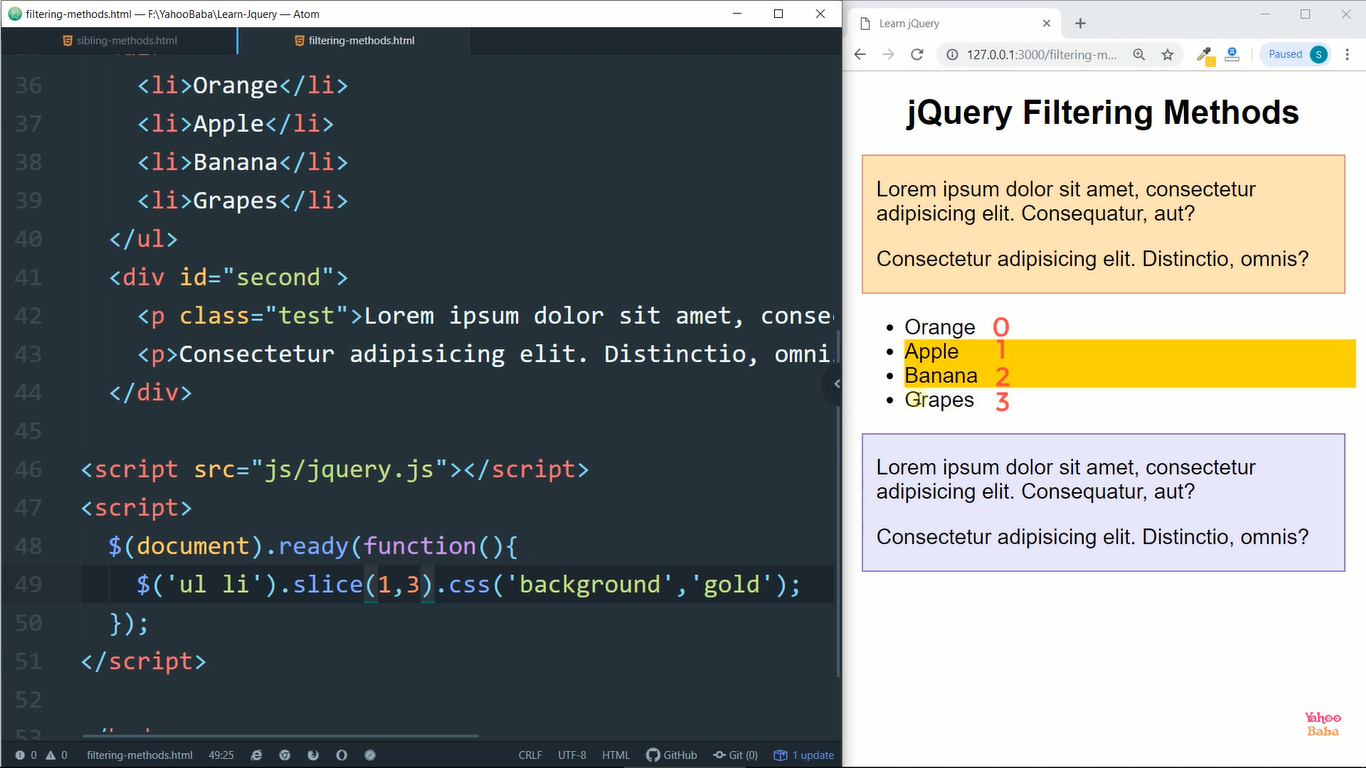 filtering-methods.html — F:\YahooBaba\Learn-Jquery — Atom
sibling-methods.html
filtering-methods.html
36 <li>Orange</li>
37 <li>Apple</li>
38 <li>Banana</li>
39 <li>Grapes</li>
40 </ul>
41 <div id="second">
42 <p class="test">Lorem ipsum dolor sit amet, conse
43 <p>Consectetur adipisicing elit. Distinctio, omni
44 </div>
45
46 <script src="js/jquery.js"></script>
47 <script>
48 $(document).ready(function(){
49 $('ul li').slice(1,3).css('background','gold');
50 });
51 </script>
52
53
0 0 filtering-methods.html 49:25 CRLF UTF-8 HTML GitHub Git (0) 1 update
Learn jQuery
127.0.0.1:3000/filtering-m... Paused S
jQuery Filtering Methods
Lorem ipsum dolor sit amet, consectetur
adipisicing elit. Consequatur, aut?
Consectetur adipisicing elit. Distinctio, omnis?
• Orange 0
• Apple 1
• Banana 2
• Grapes 3
Lorem ipsum dolor sit amet, consectetur
adipisicing elit. Consequatur, aut?
Consectetur adipisicing elit. Distinctio, omnis?
Yahoo
Baba